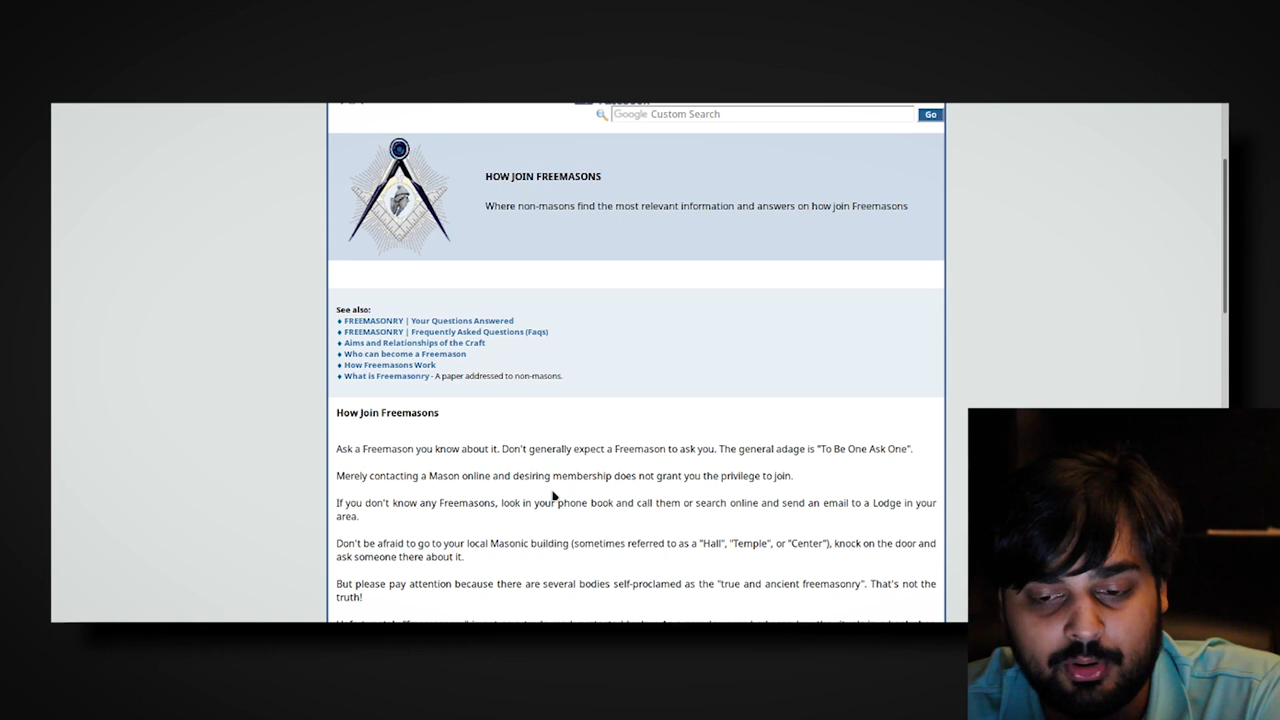 Google Custom Search
Go
HOW JOIN FREEMASONS
Where non-masons find the most relevant information and answers on how join Freemasons
See also:
♦ FREEMASONRY | Your Questions Answered
♦ FREEMASONRY | Frequently Asked Questions (Faqs)
♦ Aims and Relationships of the Craft
♦ Who can become a Freemason
♦ How Freemasons Work
♦ What is Freemasonry - A paper addressed to non-masons.
How Join Freemasons
Ask a Freemason you know about it. Don't generally expect a Freemason to ask you. The general adage is "To Be One Ask One".
Merely contacting a Mason online and desiring membership does not grant you the privilege to join.
If you don't know any Freemasons, look in your phone book and call them or search online and send an email to a Lodge in your
area.
Don't be afraid to go to your local Masonic building (sometimes referred to as a "Hall", "Temple", or "Center"), knock on the door and
ask someone there about it.
But please pay attention because there are several bodies self-proclaimed as the "true and ancient freemasonry". That's not the
truth!